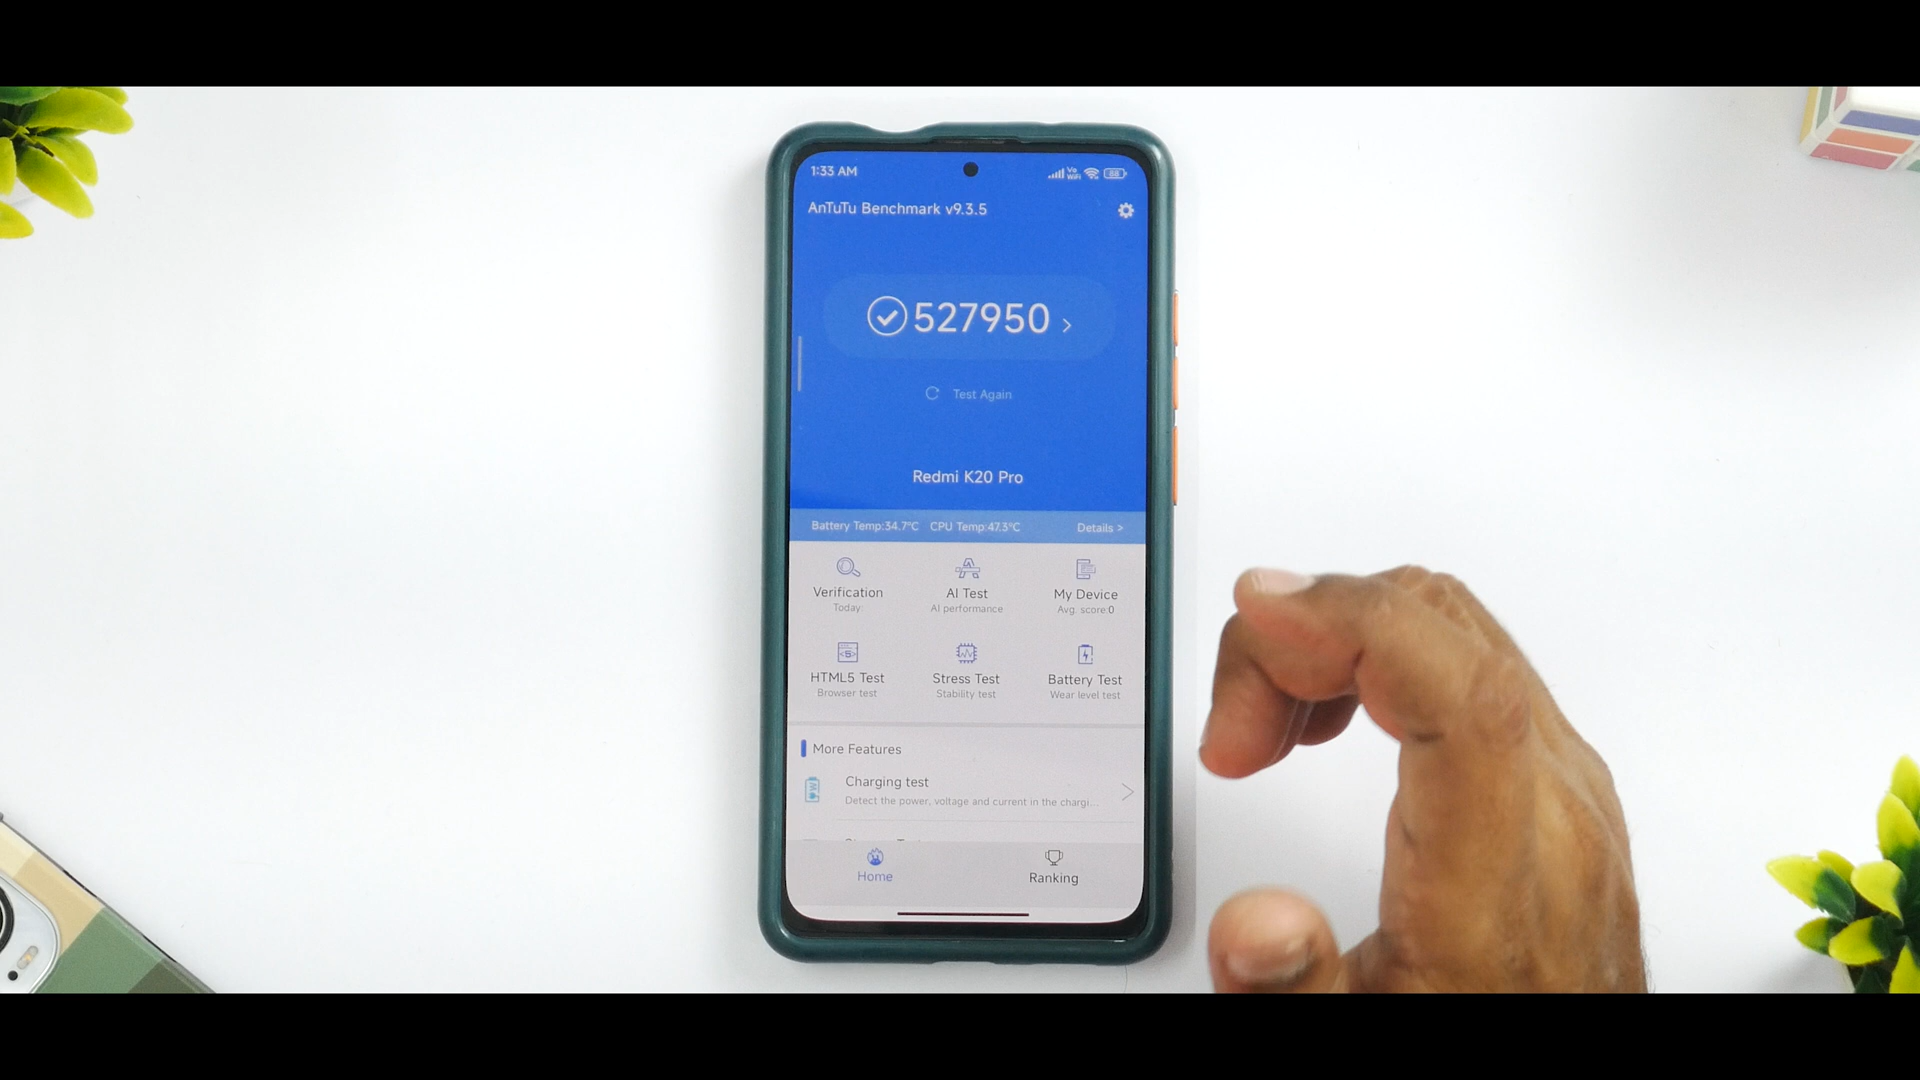 1:33 AM
Vo
WiFi
88
AnTuTu Benchmark v9.3.5
527950 >
Test Again
Redmi K20 Pro
Battery Temp:34.7°C CPU Temp:47.3°C Details >
Verification
Today:
AI Test
AI performance
My Device
Avg. score:0
HTML5 Test
Browser test
Stress Test
Stability test
Battery Test
Wear level test
More Features
Charging test
Detect the power, voltage and current in the chargi...
Home
Ranking